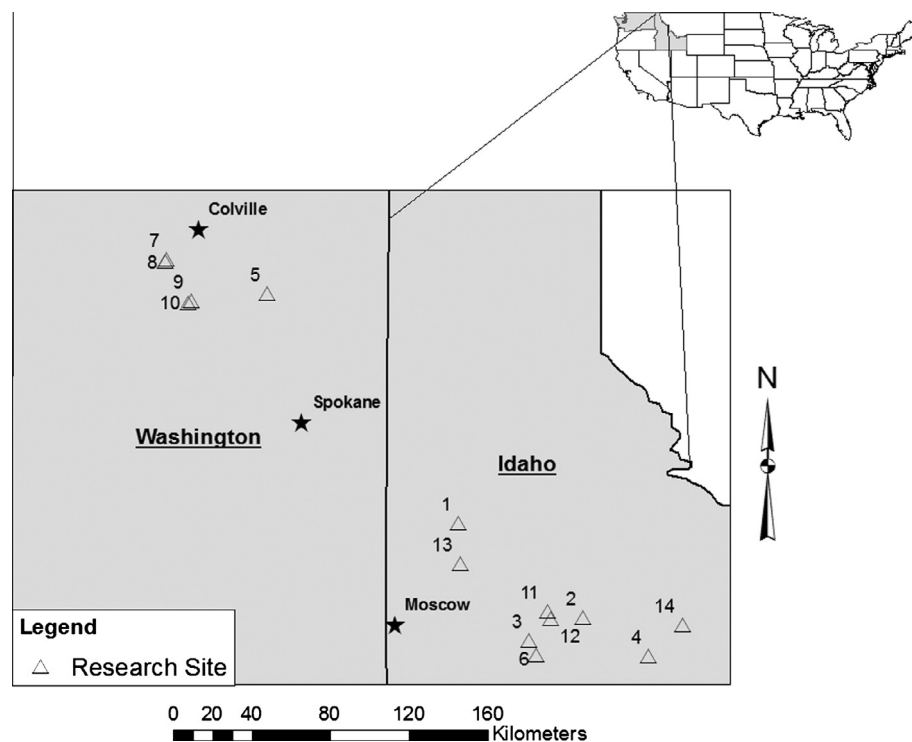 Colville
7
8
9
5
10
Spokane
Washington
N
Idaho
1
13
11
2
14
Moscow
3
12
4
6
Legend
Research Site
0 20 40 80 120 160
Kilometers